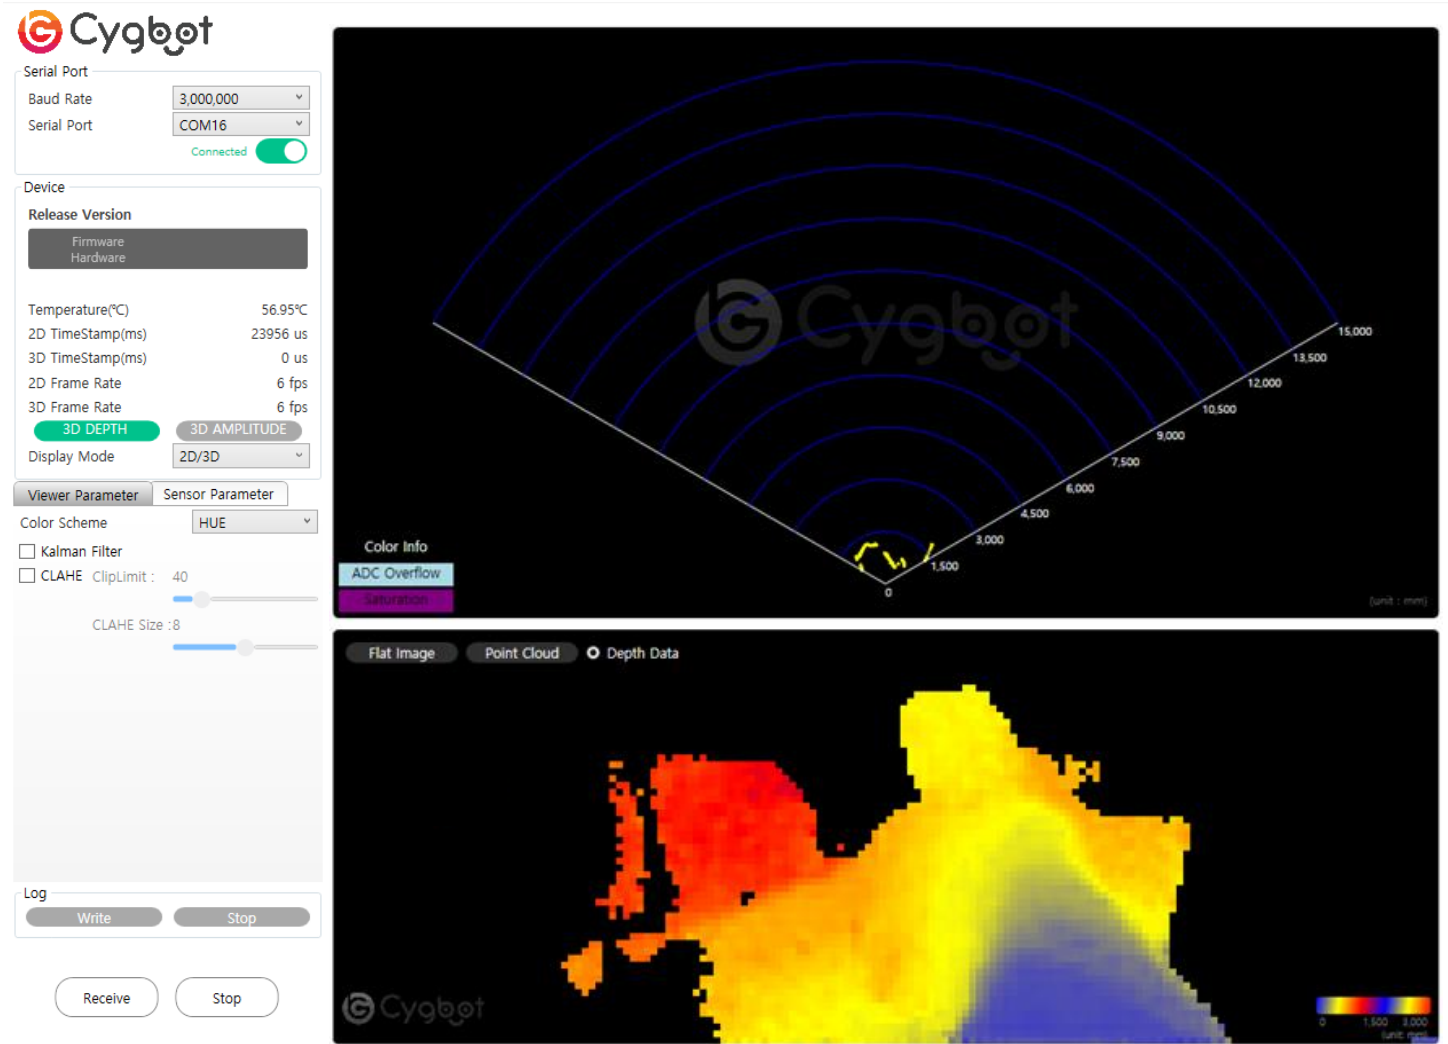 Cygbot
Serial Port
Baud Rate 3,000,000
Serial Port COM16
Connected
Device
Release Version
Firmware
Hardware
Temperature(℃) 56.95℃
2D TimeStamp(ms) 23956 us
3D TimeStamp(ms) 0 us
2D Frame Rate 6 fps
3D Frame Rate 6 fps
3D DEPTH 3D AMPLITUDE
Display Mode 2D/3D
Viewer Parameter Sensor Parameter
Color Scheme HUE
Kalman Filter
CLAHE ClipLimit : 40
CLAHE Size :8
Log
Write Stop
Receive Stop
Cygbot
15,000
13,500
12,000
10,500
9,000
7,500
6,000
4,500
3,000
1,500
0
Color Info
ADC Overflow
Saturation
(unit : mm)
Flat Image Point Cloud Depth Data
Cygbot
0 1,500 3,000
(unit: mm)